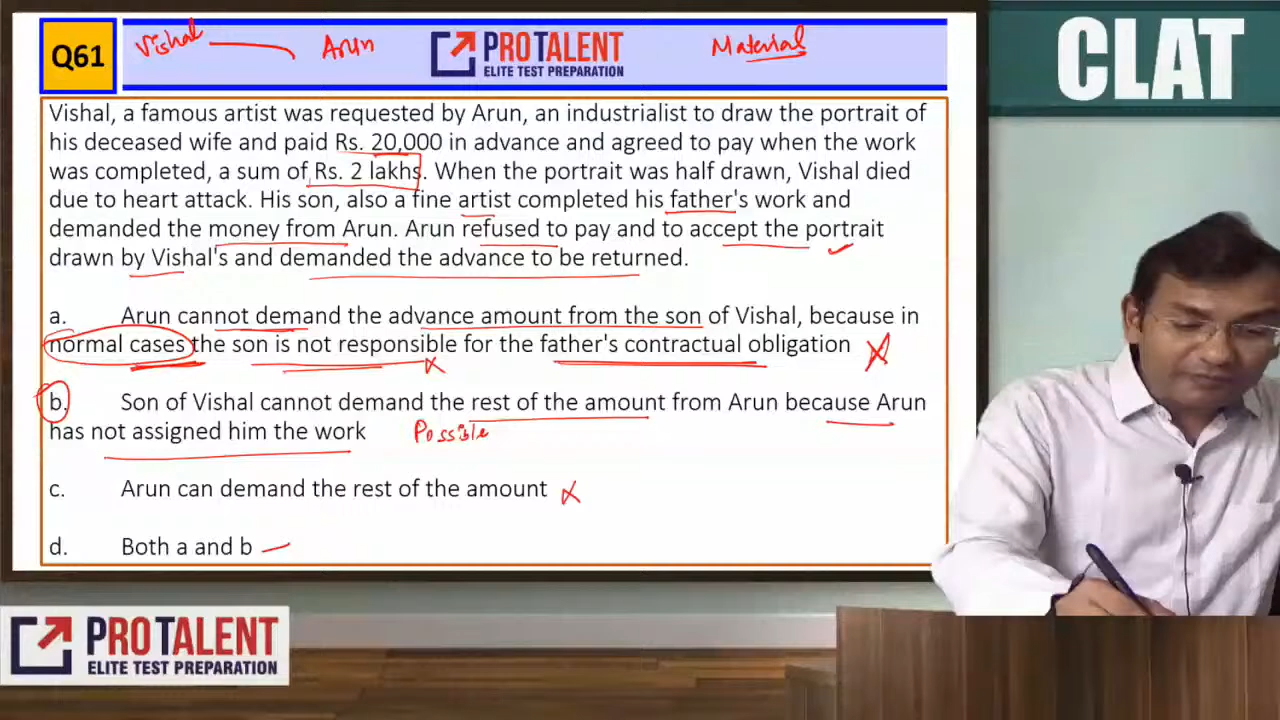 Q61
Vishal Arun
PROTALENT
ELITE TEST PREPARATION
Material
CLAT
Vishal, a famous artist was requested by Arun, an industrialist to draw the portrait of
his deceased wife and paid Rs. 20,000 in advance and agreed to pay when the work
was completed, a sum of Rs. 2 lakhs. When the portrait was half drawn, Vishal died
due to heart attack. His son, also a fine artist completed his father's work and
demanded the money from Arun. Arun refused to pay and to accept the portrait
drawn by Vishal's and demanded the advance to be returned.
a. Arun cannot demand the advance amount from the son of Vishal, because in
normal cases the son is not responsible for the father's contractual obligation
b. Son of Vishal cannot demand the rest of the amount from Arun because Arun
has not assigned him the work Possible
c. Arun can demand the rest of the amount
d. Both a and b
PROTALENT
ELITE TEST PREPARATION